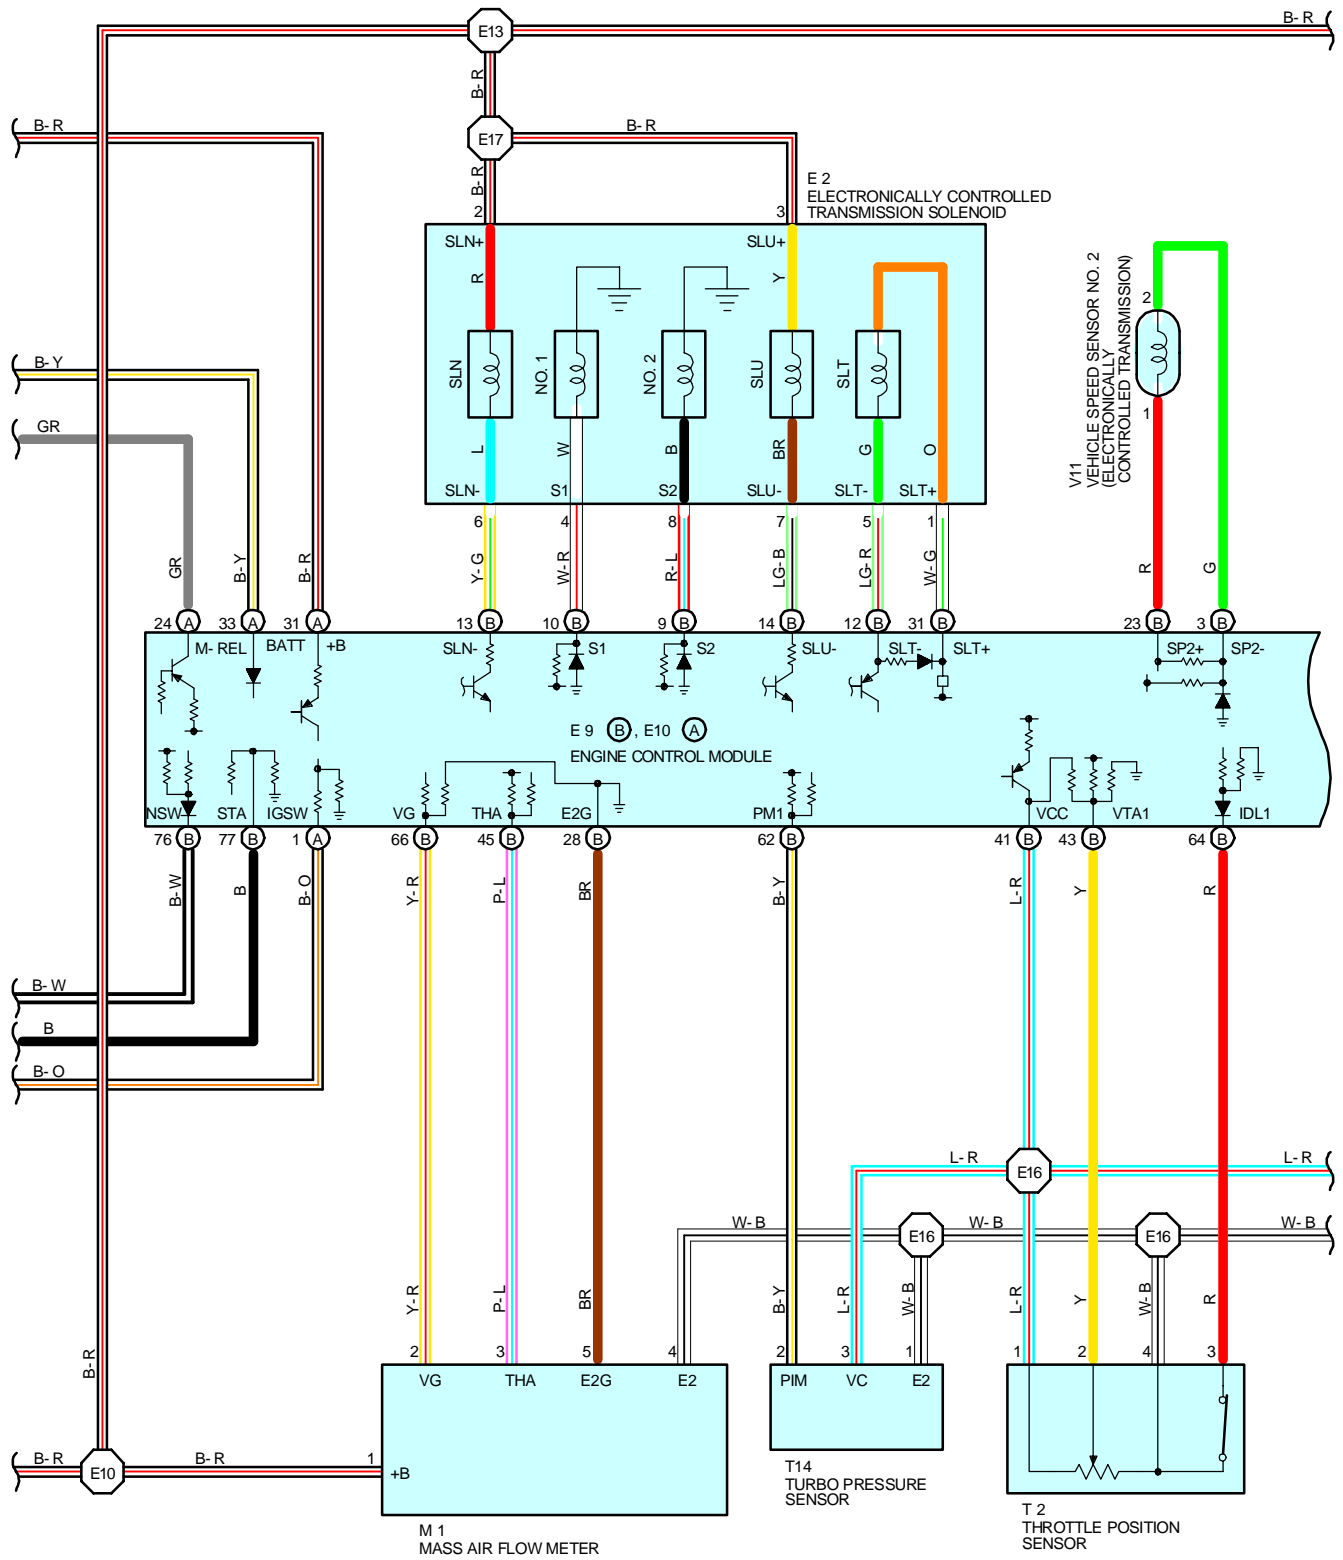 B- R
E13
B- R
B- R
E17
B- R
B- R
E 2
ELECTRONICALLY CONTROLLED
TRANSMISSION SOLENOID
2
3
SLN+
SLU+
R
Y
SLN
NO. 1
NO. 2
SLU
SLT
L
W
B
BR
G
O
SLN-
S1
S2
SLU-
SLT-
SLT+
6
4
8
7
5
1
Y- G
W- R
R- L
LG- B
LG- R
W- G
V11
VEHICLE SPEED SENSOR NO. 2
(ELECTRONICALLY
CONTROLLED TRANSMISSION)
2
1
R
G
B- Y
GR
GR
B- Y
B- R
24 A
33 A
31 A
13 B
10 B
9 B
14 B
12 B
31 B
23 B
3 B
M- REL
BATT
+B
SLN-
S1
S2
SLU-
SLT-
SLT+
SP2+
SP2-
E 9 B , E10 A
ENGINE CONTROL MODULE
NSW
STA
IGSW
VG
THA
E2G
PM1
VCC
VTA1
IDL1
76 B
77 B
1 A
66 B
45 B
28 B
62 B
41 B
43 B
64 B
B- W
B
B- O
Y- R
P- L
BR
B- Y
L- R
Y
R
B- W
B
B- O
L- R
E16
L- R
W- B
E16
W- B
E16
W- B
B- R
Y- R
P- L
BR
B- Y
L- R
W- B
L- R
Y
W- B
R
2
3
5
4
2
3
1
1
2
4
3
VG
THA
E2G
E2
PIM
VC
E2
B- R
E10
B- R
1
+B
T14
TURBO PRESSURE
SENSOR
T 2
THROTTLE POSITION
SENSOR
M 1
MASS AIR FLOW METER